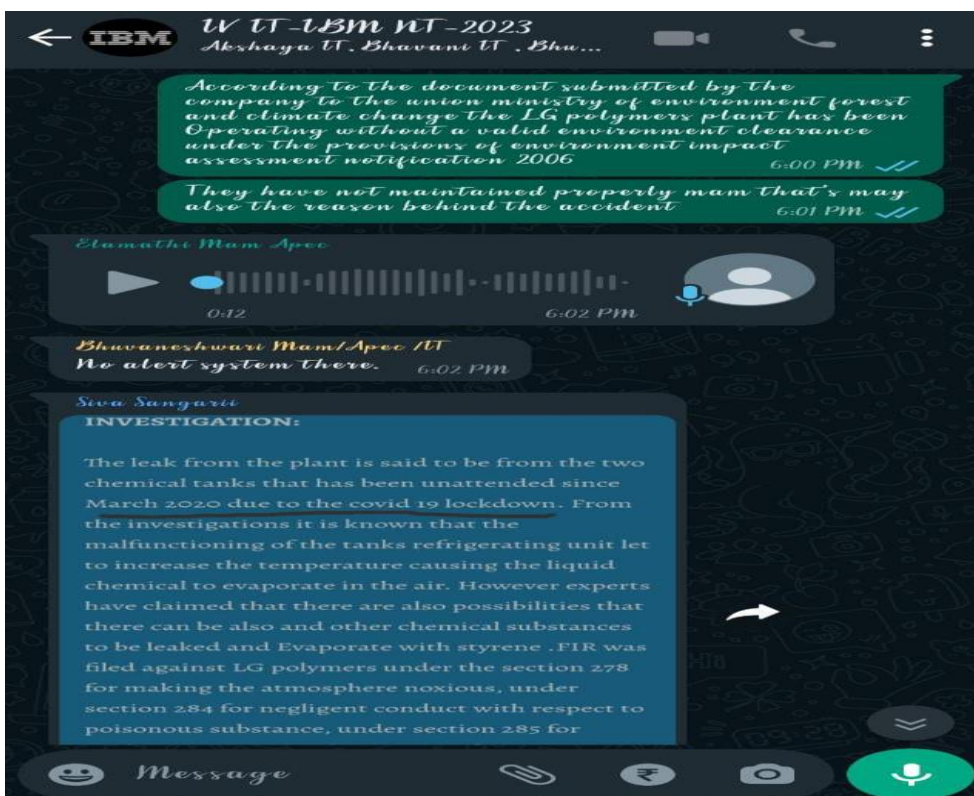 IBM
IV IT-IBM NT-2023
Akshaya IT, Bhavani IT , Bhu...
According to the document submitted by the
company to the union ministry of environment forest
and climate change the LG polymers plant has been
Operating without a valid environment clearance
under the provisions of environment impact
assessment notification 2006
6:00 PM
They have not maintained properly mam that's may
also the reason behind the accident
6:01 PM
Elamathi Mam Apec
0:12
6:02 PM
Bhuvaneshwari Mam/Apec /IT
No alert system there.
6:02 PM
Siva Sangarii
INVESTIGATION:
The leak from the plant is said to be from the two
chemical tanks that has been unattended since
March 2020 due to the covid 19 lockdown. From
the investigations it is known that the
malfunctioning of the tanks refrigerating unit let
to increase the temperature causing the liquid
chemical to evaporate in the air. However experts
have claimed that there are also possibilities that
there can be also and other chemical substances
to be leaked and Evaporate with styrene .FIR was
filed against LG polymers under the section 278
for making the atmosphere noxious, under
section 284 for negligent conduct with respect to
poisonous substance, under section 285 for
Message
₹